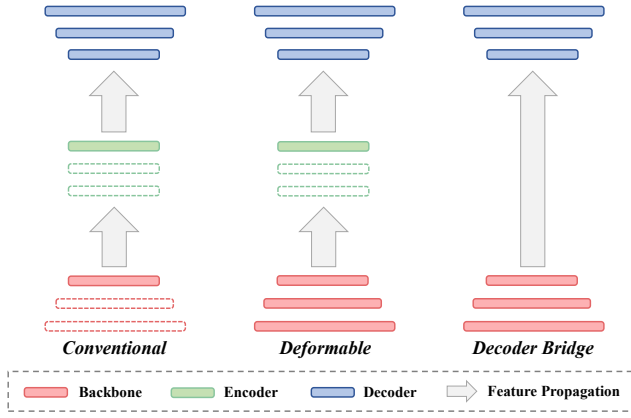 Conventional
Deformable
Decoder Bridge
Backbone
Encoder
Decoder
Feature Propagation